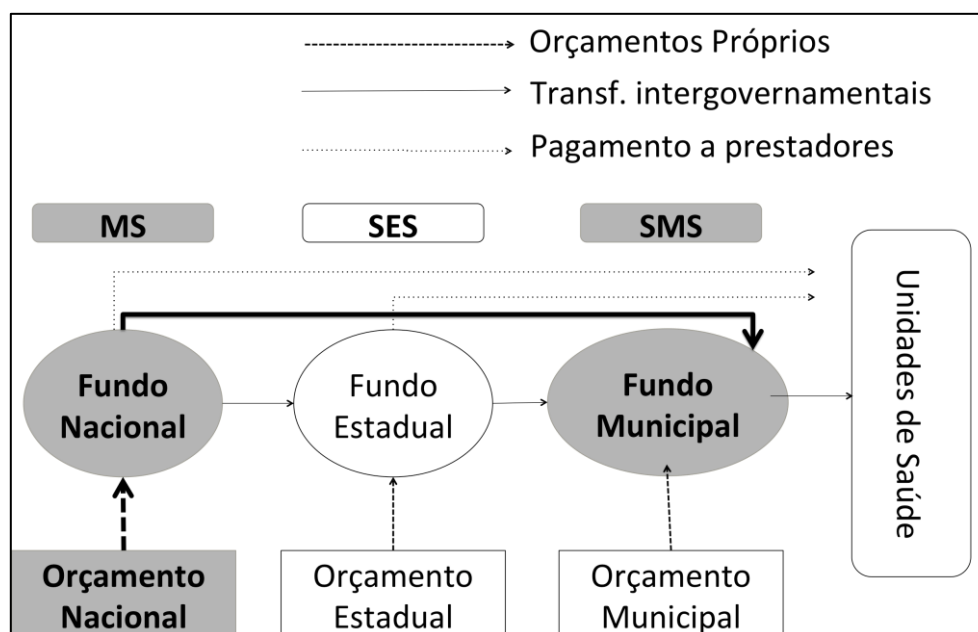 Orçamentos Próprios
Transf. intergovernamentais
Pagamento a prestadores
MS
SES
SMS
Fundo
Nacional
Fundo
Estadual
Fundo
Municipal
Unidades de Saúde
Orçamento
Nacional
Orçamento
Estadual
Orçamento
Municipal